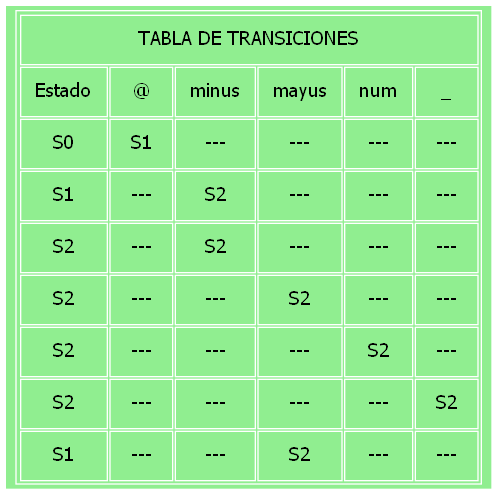 TABLA DE TRANSICIONES
Estado @ minus mayus num _
S0 S1 --- --- --- ---
S1 --- S2 --- --- ---
S2 --- S2 --- --- ---
S2 --- --- S2 --- ---
S2 --- --- --- S2 ---
S2 --- --- --- --- S2
S1 --- --- S2 --- ---